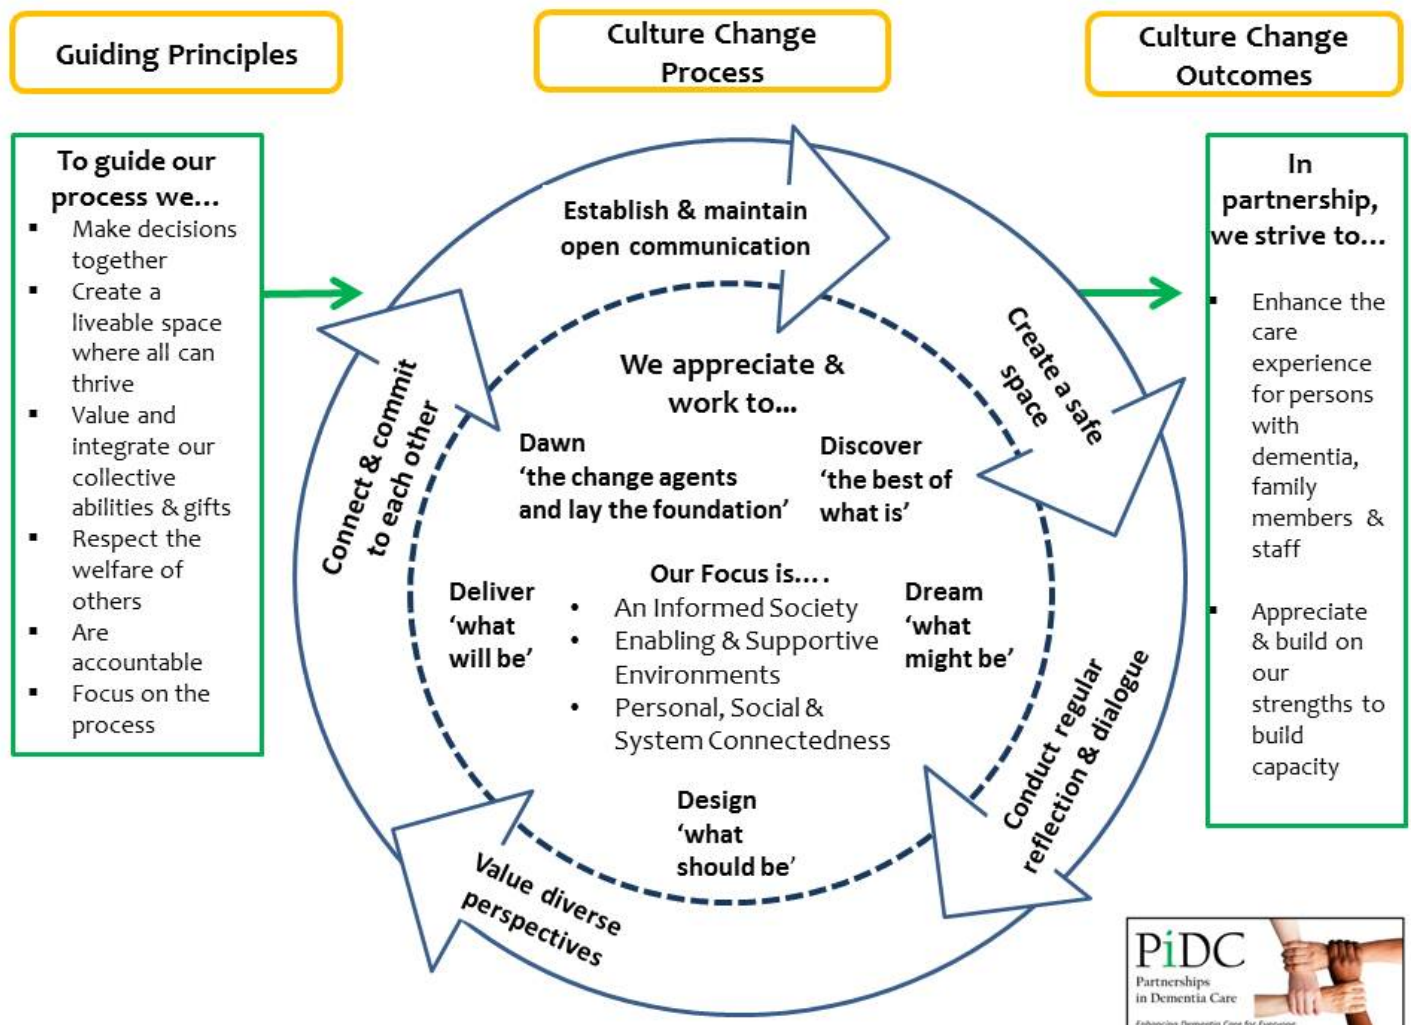 Guiding Principles
Culture Change
Process
Culture Change
Outcomes
To guide our
process we...
▪ Make decisions
together
▪ Create a
liveable space
where all can
thrive
▪ Value and
integrate our
collective
abilities & gifts
▪ Respect the
welfare of
others
▪ Are
accountable
▪ Focus on the
process
Establish & maintain
open communication
Create a safe
space
Conduct regular
reflection & dialogue
Value diverse
perspectives
Connect & commit
to each other
We appreciate &
work to...
Dawn
‘the change agents
and lay the foundation’
Discover
‘the best of
what is’
Dream
‘what
might be’
Design
‘what
should be’
Deliver
‘what
will be’
Our Focus is....
• An Informed Society
• Enabling & Supportive
Environments
• Personal, Social &
System Connectedness
In
partnership,
we strive to...
▪ Enhance the
care
experience
for persons
with
dementia,
family
members &
staff
▪ Appreciate
& build on
our
strengths to
build
capacity
PiDC
Partnerships
in Dementia Care
Enhancing Dementia Care for Everyone